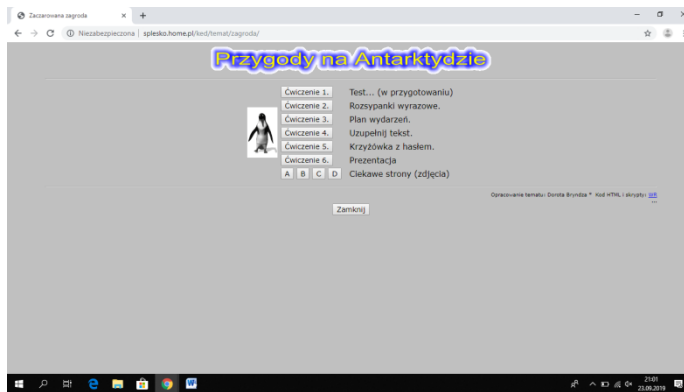 Zaczarowana zagroda
Niezabezpieczona | splesko.home.pl/ked/temat/zagroda/
Przygody na Antarktydzie
Ćwiczenie 1. Test... (w przygotowaniu)
Ćwiczenie 2. Rozsypanki wyrazowe.
Ćwiczenie 3. Plan wydarzeń.
Ćwiczenie 4. Uzupełnij tekst.
Ćwiczenie 5. Krzyżówka z hasłem.
Ćwiczenie 6. Prezentacja
A B C D Ciekawe strony (zdjęcia)
Opracowanie tematu: Dorota Bryndza * Kod HTML i skrypty: WR
...
Zamknij
21:01
23.09.2019